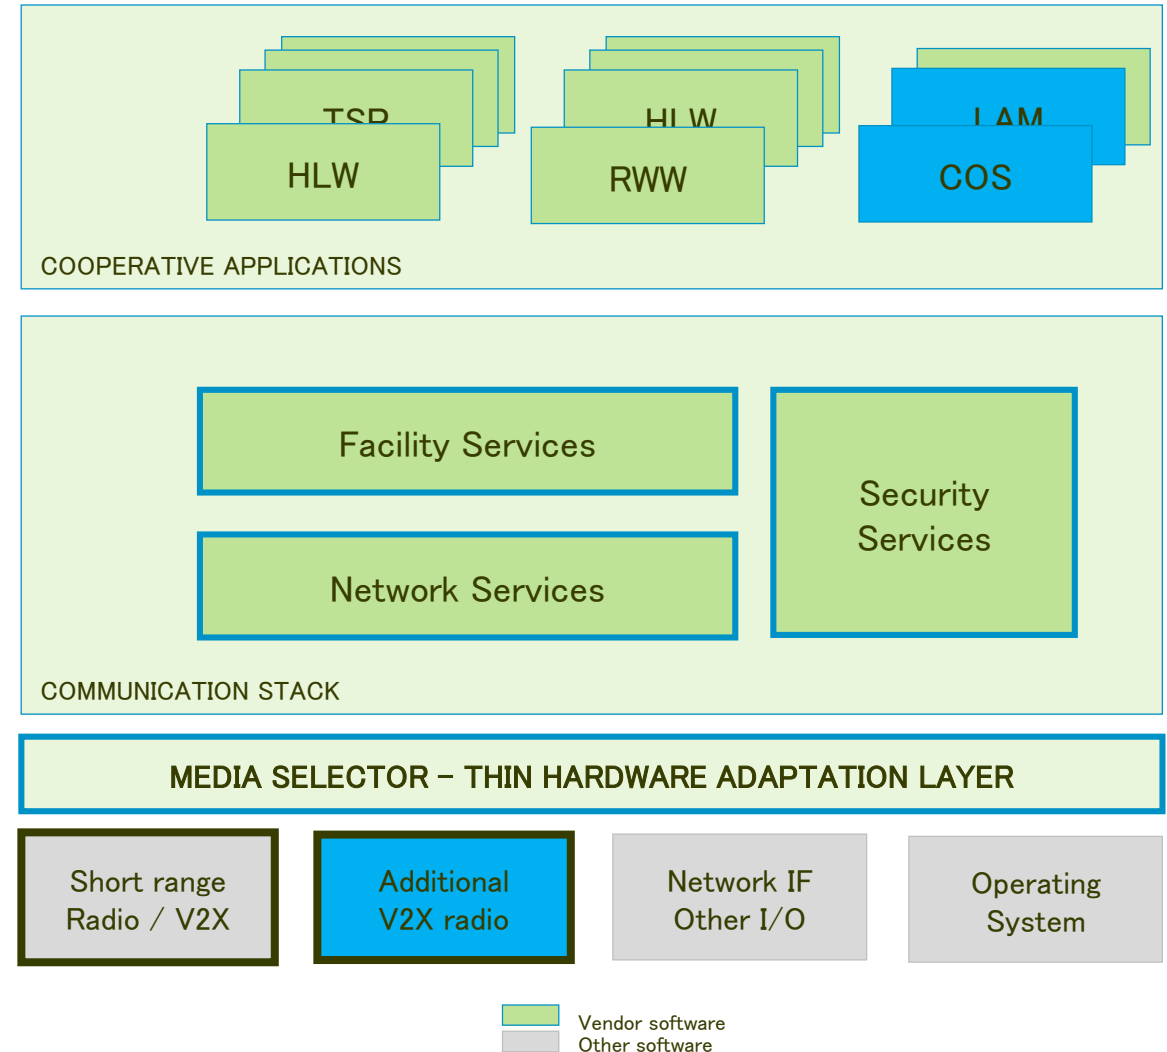 TSP
HLW
LAM
HLW
RWW
COS
COOPERATIVE APPLICATIONS
Facility Services
Security
Services
Network Services
COMMUNICATION STACK
MEDIA SELECTOR – THIN HARDWARE ADAPTATION LAYER
Short range
Radio / V2X
Additional
V2X radio
Network IF
Other I/O
Operating
System
Vendor software
Other software